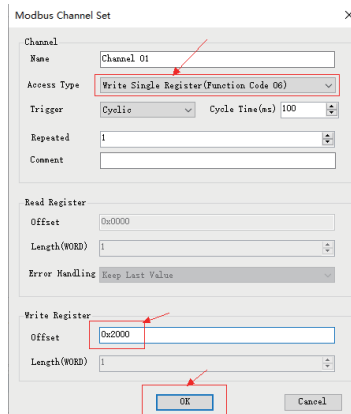 Modbus Channel Set
Channel
Name Channel 01
Access Type Write Single Register(Function Code 06)
Trigger Cyclic Cycle Time(ms) 100
Repeated 1
Comment
Read Register
Offset 0x0000
Length(WORD) 1
Error Handling Keep Last Value
Write Register
Offset 0x2000
Length(WORD) 1
OK Cancel